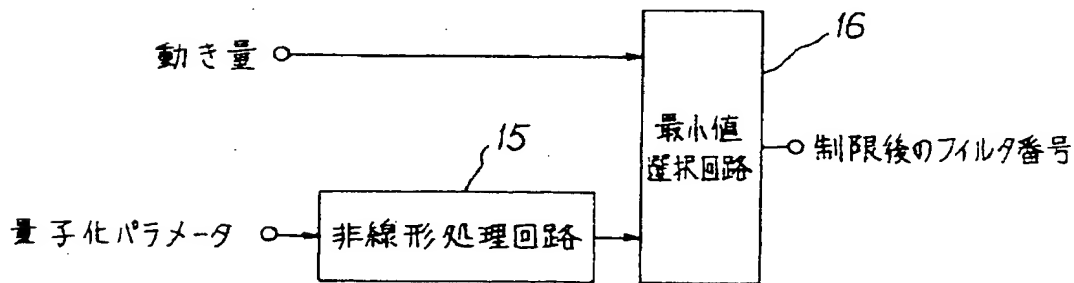 動き量
16
最小値
選択回路
制限後のフィルタ番号
15
量子化パラメータ
非線形処理回路